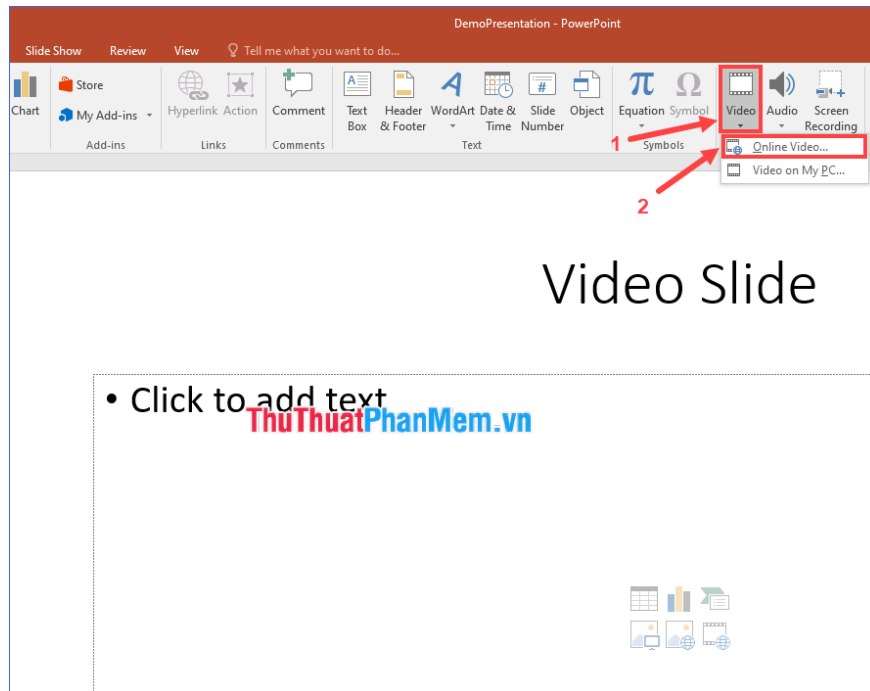 DemoPresentation - PowerPoint
Slide Show Review View Tell me what you want to do...
Store
My Add-ins
Chart Hyperlink Action Comment Text Box Header & Footer WordArt Date & Time Slide Number Object Equation Symbol Video Audio Screen Recording
Add-ins Links Comments Text Symbols
1
Online Video...
Video on My PC...
2
Video Slide
• Click to add text
ThuThuatPhanMem.vn